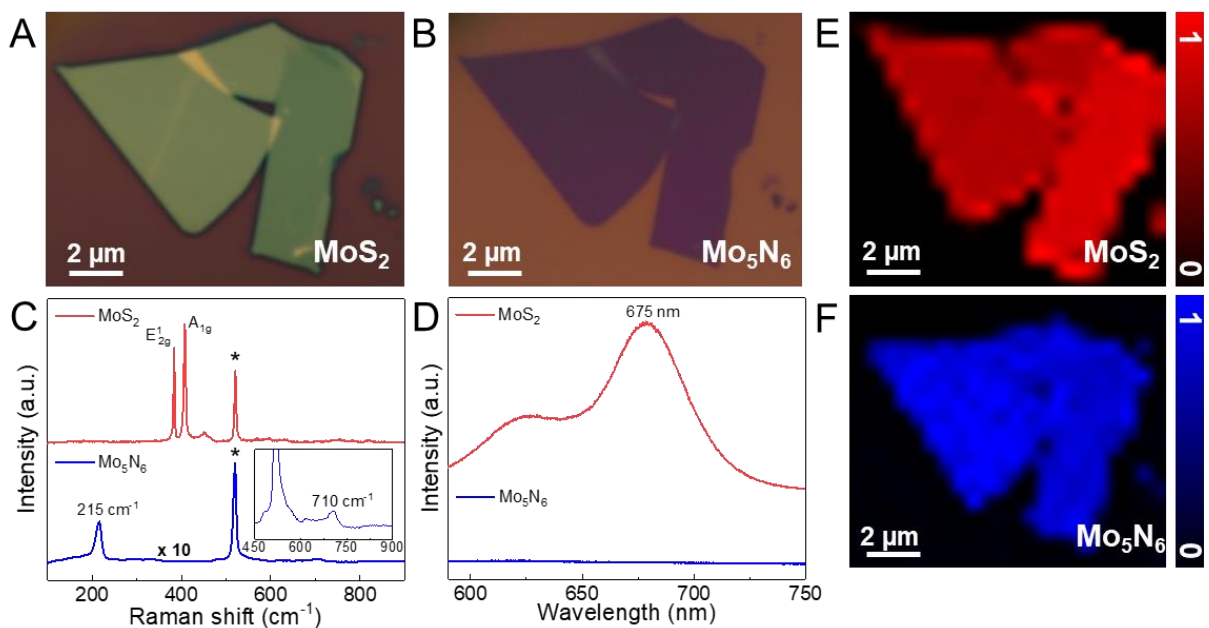 A
2 µm
MoS₂
B
2 µm
Mo₅N₆
E
1
0
MoS₂
C
MoS₂
E¹₂g
A₁g
*
Mo₅N₆
*
215 cm⁻¹
x 10
710 cm⁻¹
450 600 750 900
200 400 600 800
Raman shift (cm⁻¹)
Intensity (a.u.)
D
MoS₂
675 nm
Mo₅N₆
600 650 700 750
Wavelength (nm)
Intensity (a.u.)
F
1
0
2 µm
Mo₅N₆